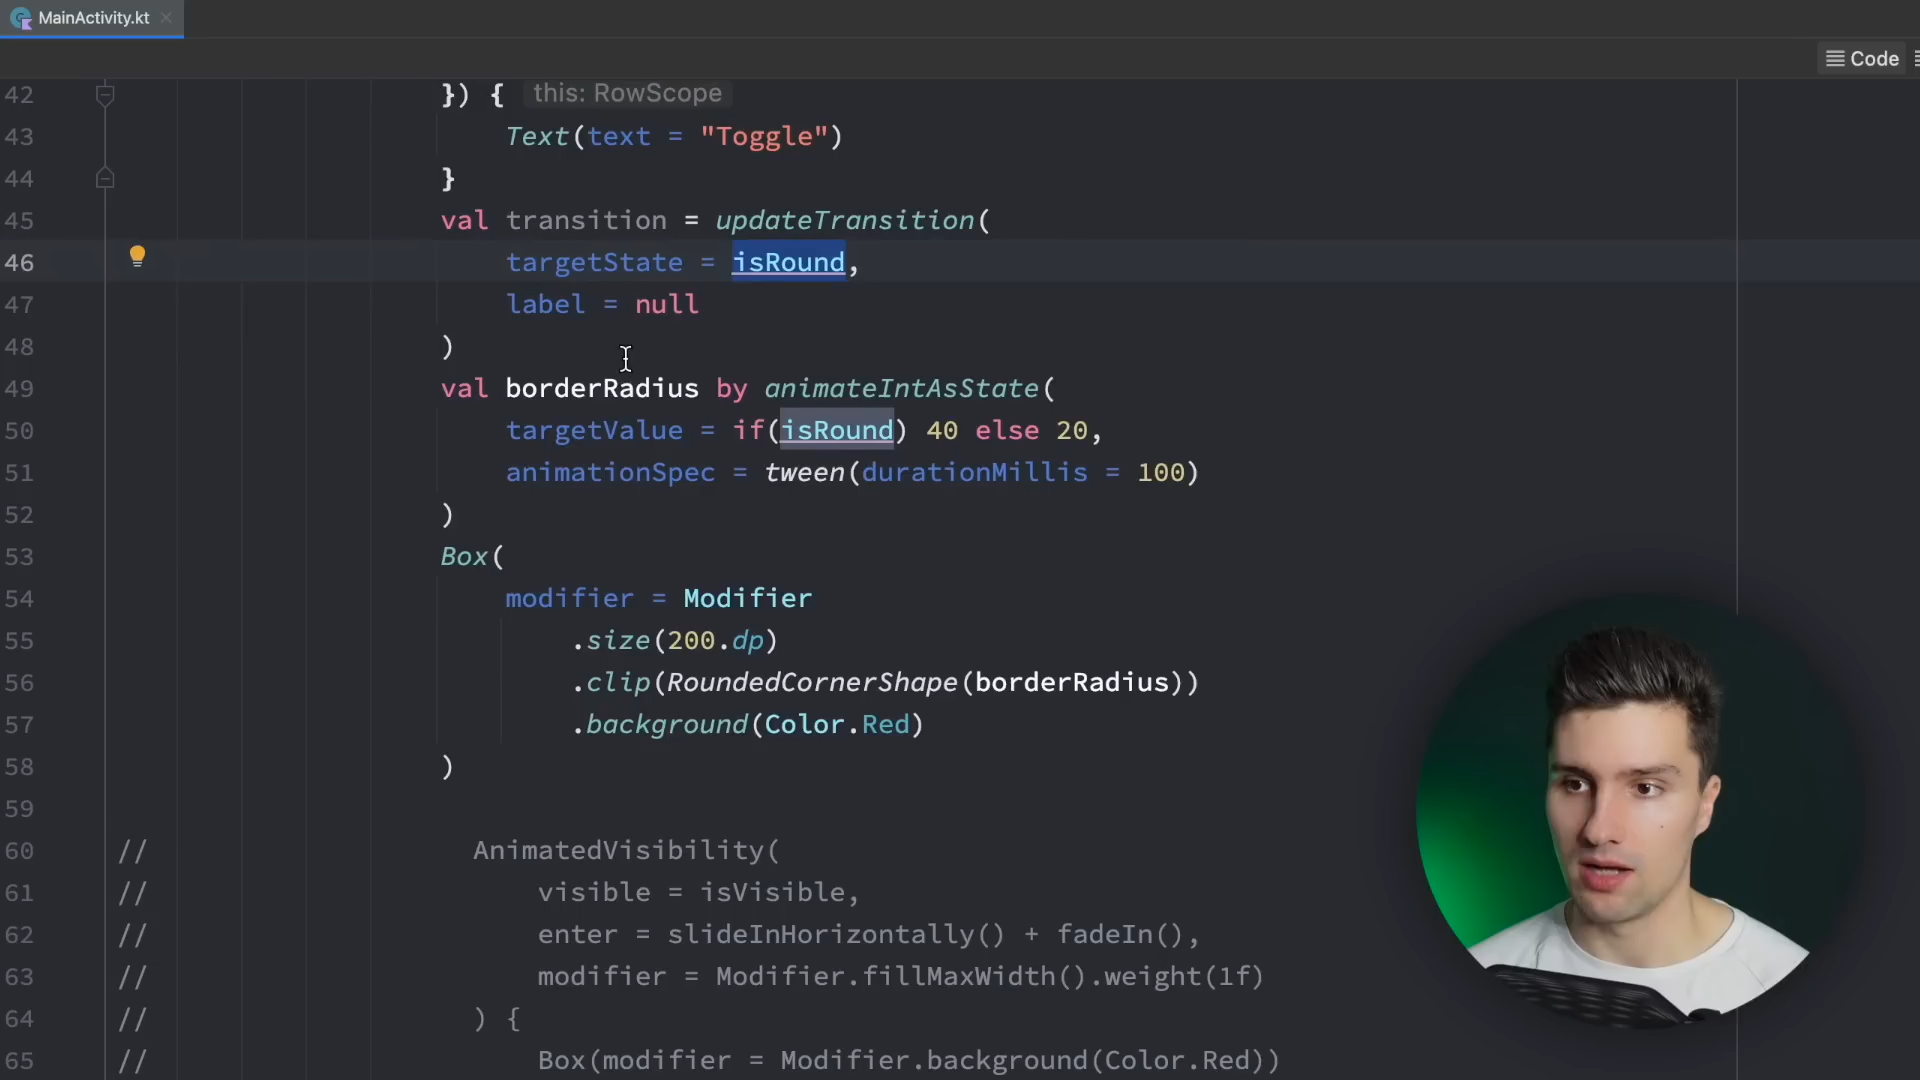 MainActivity.kt
Code
42 }) { this: RowScope
43 Text(text = "Toggle")
44 }
45 val transition = updateTransition(
46 targetState = isRound,
47 label = null
48 )
49 val borderRadius by animateIntAsState(
50 targetValue = if(isRound) 40 else 20,
51 animationSpec = tween(durationMillis = 100)
52 )
53 Box(
54 modifier = Modifier
55 .size(200.dp)
56 .clip(RoundedCornerShape(borderRadius))
57 .background(Color.Red)
58 )
59
60 // AnimatedVisibility(
61 // visible = isVisible,
62 // enter = slideInHorizontally() + fadeIn(),
63 // modifier = Modifier.fillMaxWidth().weight(1f)
64 // ) {
65 // Box(modifier = Modifier.background(Color.Red))